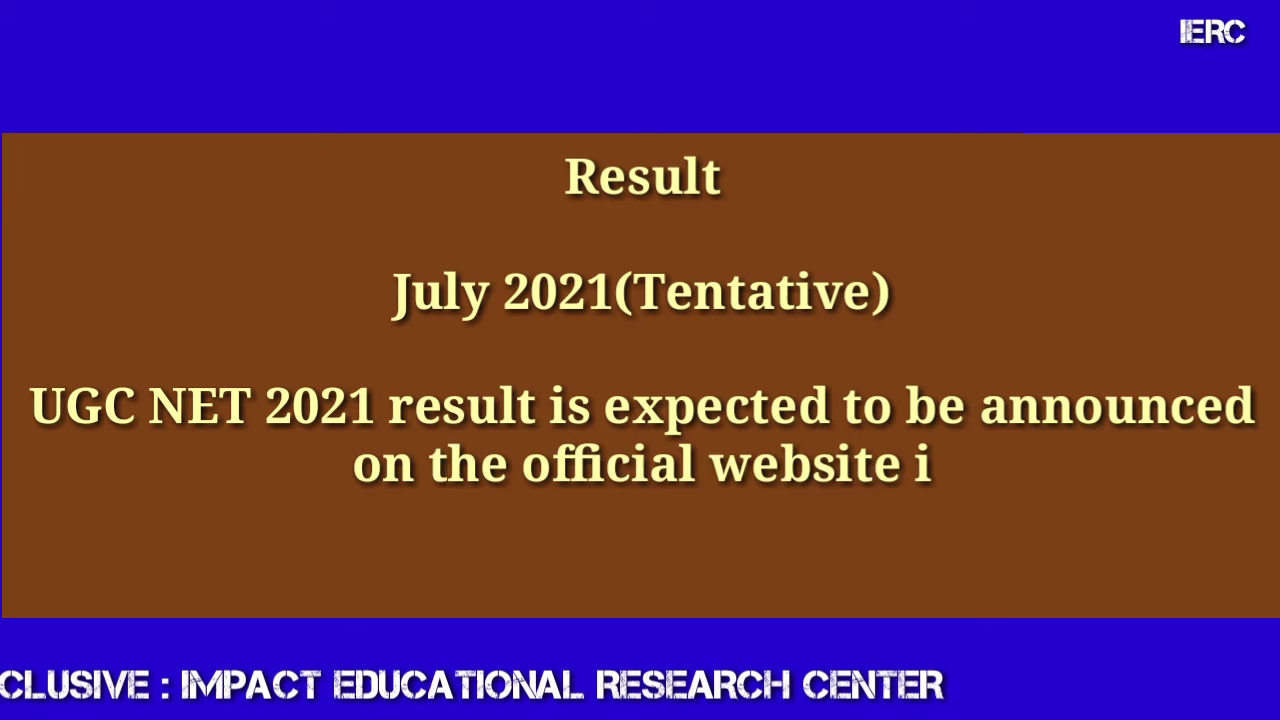 IERC
Result
July 2021(Tentative)
UGC NET 2021 result is expected to be announced
on the official website i
CLUSIVE : IMPACT EDUCATIONAL RESEARCH CENTER